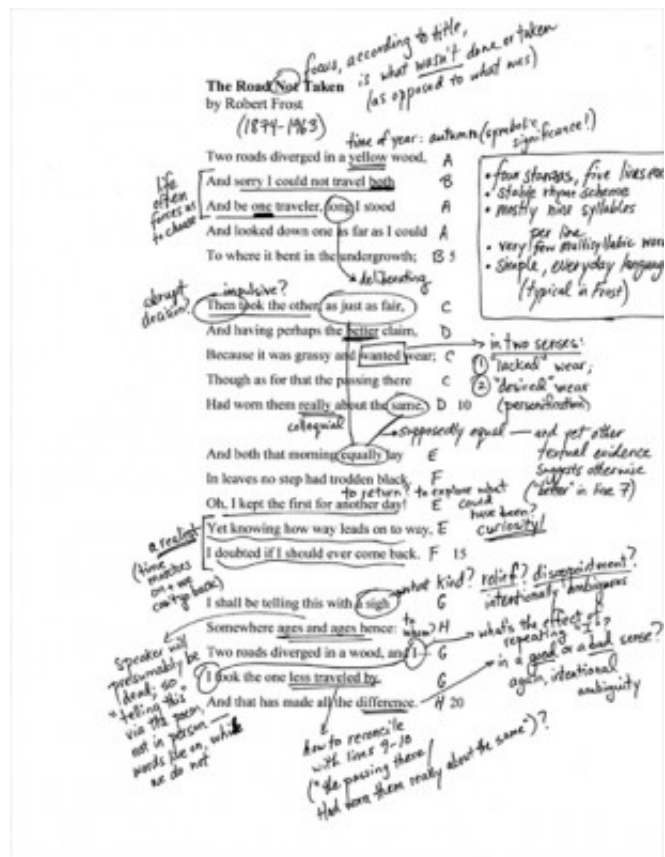 focus, according to title,
is what wasn't done or taken
(as opposed to what was)
The Road Not Taken
by Robert Frost
(1874-1963)
time of year: autumn (symbolic
significance!)
Two roads diverged in a yellow wood, A
And sorry I could not travel both B
And be one traveler, long I stood A
And looked down one as far as I could A
To where it bent in the undergrowth; B 5
life
often
forces us
to choose
• four stanzas, five lines
• stable rhyme scheme
• mostly nine syllables
per line
• very few multisyllabic
• simple, everyday
(typical in Frost)
deliberating
abrupt
decision!
impulsive?
Then took the other, as just as fair, C
And having perhaps the better claim, D
Because it was grassy and wanted wear; C
Though as for that the passing there C
Had worn them really about the same, D 10
colloquial
in two senses:
① "lacked" wear;
② "desired" wear
(personification)
supposedly equal — and yet other
textual evidence
suggests otherwise
("better" in line 7)
And both that morning equally lay E
In leaves no step had trodden black. F
to return? to explore what
could
have been?
curiosity!
Oh, I kept the first for another day! E
Yet knowing how way leads on to way, E
I doubted if I should ever come back. F 15
a realist
(time
marches
on + we
can't go back)
what kind? relief? disappointment?
intentionally ambiguous
I shall be telling this with a sigh G
Somewhere ages and ages hence: to whom? H
Two roads diverged in a wood, and I— G
I took the one less traveled by, G
And that has made all the difference. H 20
what's the effect of
repeating "I"?
in a good or a bad sense?
again, intentional
ambiguity
speaker will
presumably be
dead, so
"telling this"
via the poem,
not in person —
words live on, while
we do not
how to reconcile
with lines 9-10
("the passing there /
Had worn them really about the same")?